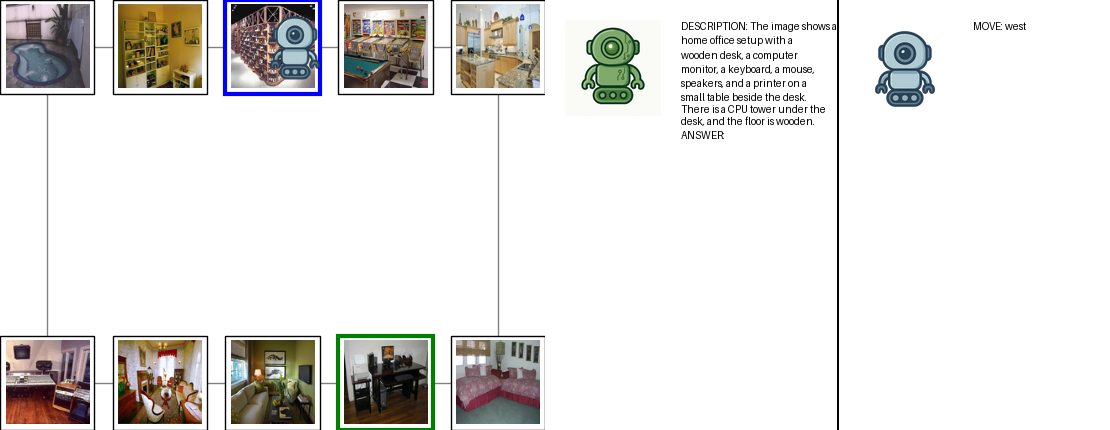 DESCRIPTION: The image shows a
home office setup with a
wooden desk, a computer
monitor, a keyboard, a mouse,
speakers, and a printer on a
small table beside the desk.
There is a CPU tower under the
desk, and the floor is wooden.
ANSWER:
MOVE: west